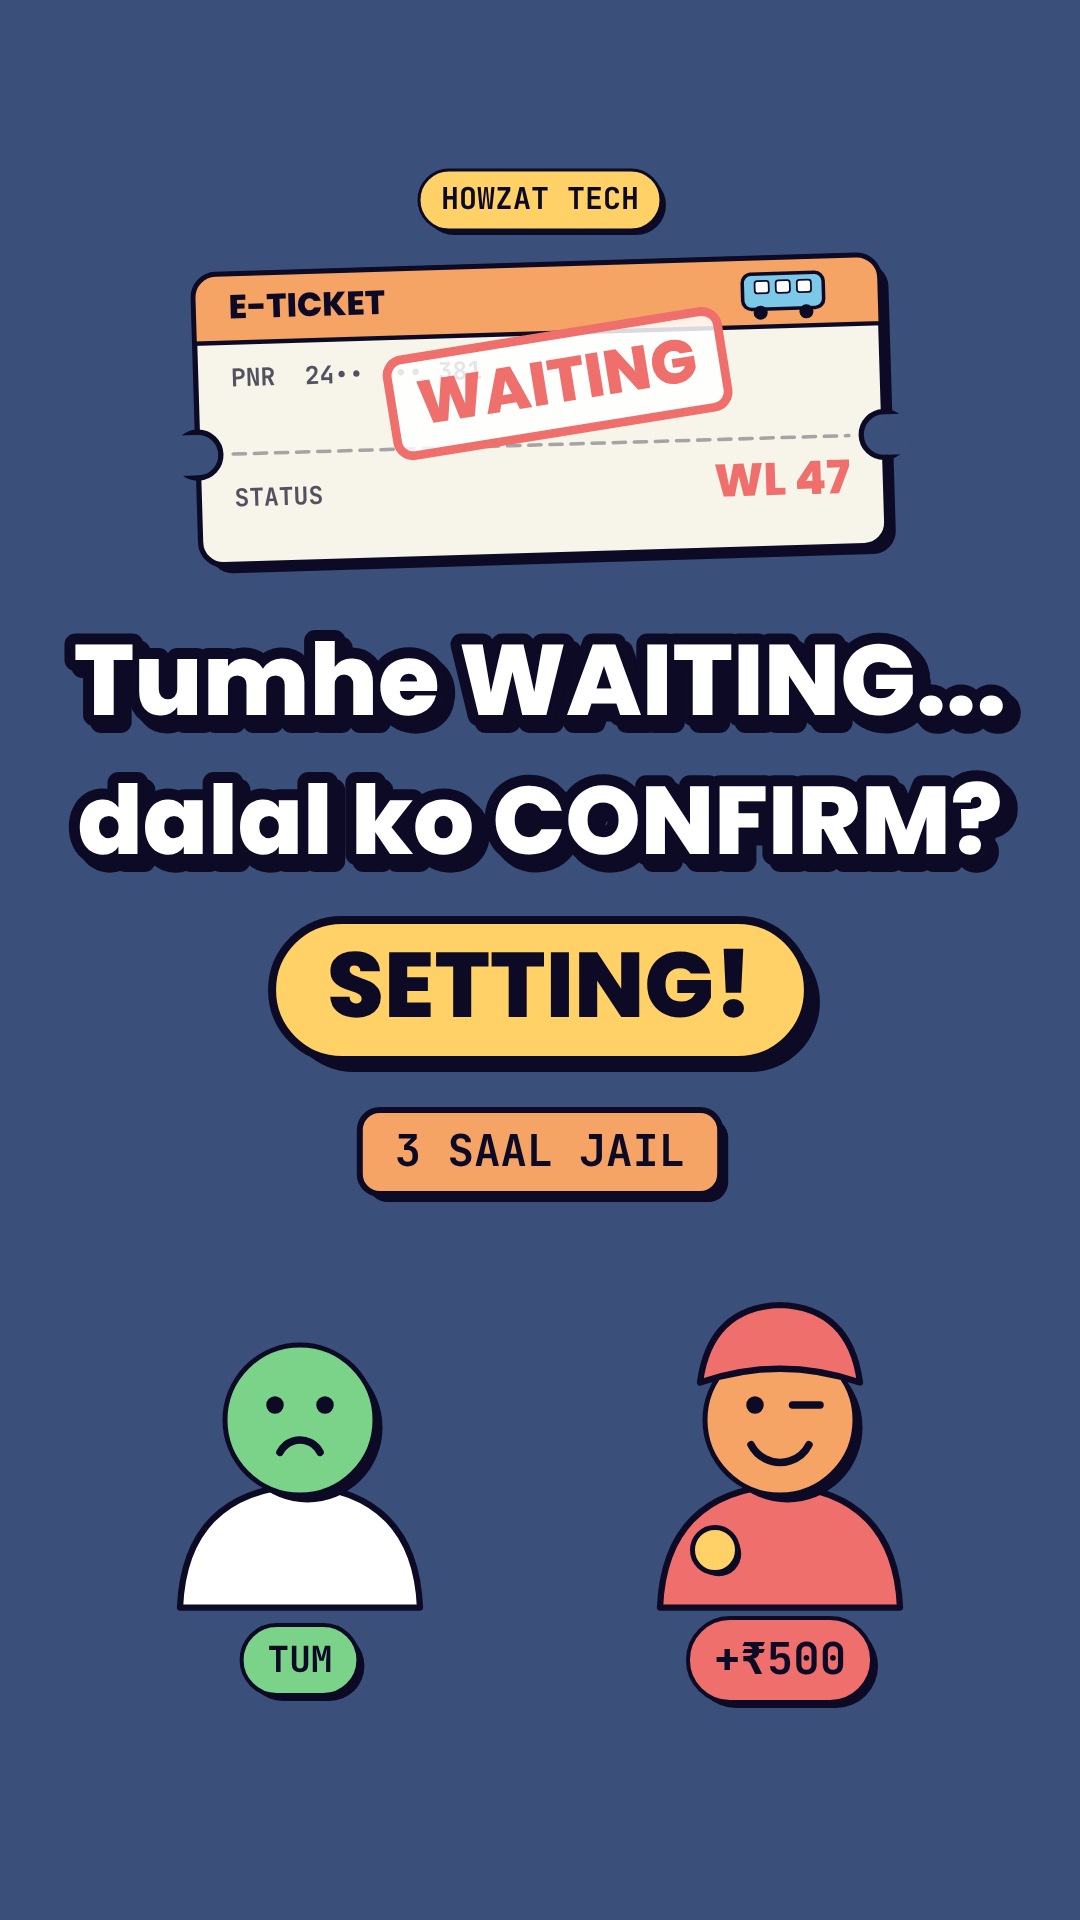 HOWZAT TECH
E-TICKET
PNR 24•• •• 381
WAITING
STATUS
WL 47
Tumhe WAITING...
dalal ko CONFIRM?
SETTING!
3 SAAL JAIL
TUM
+₹500